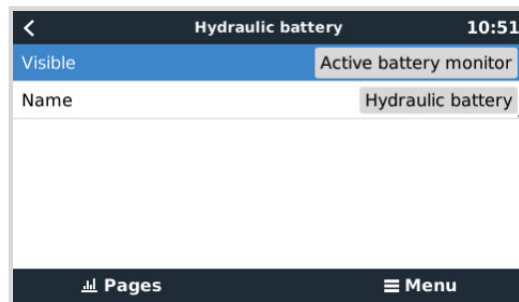 Hydraulic battery 10:51
Visible Active battery monitor
Name Hydraulic battery
Pages Menu